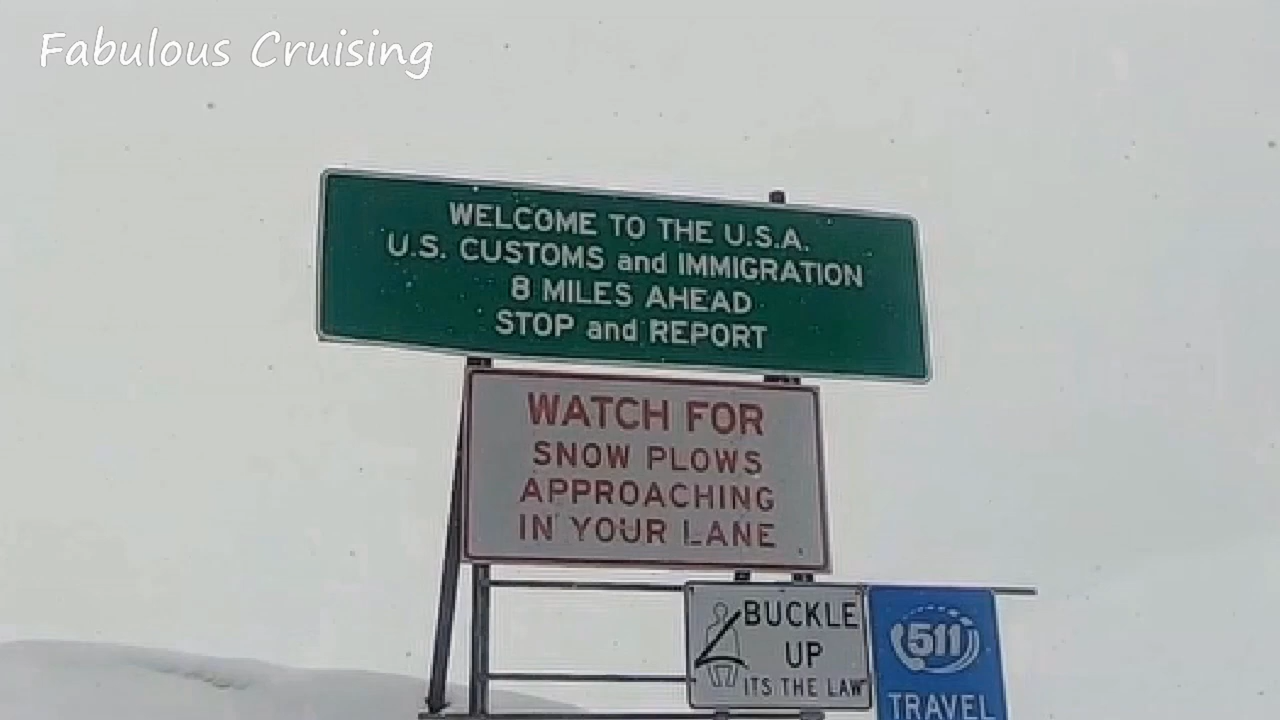 Fabulous Cruising
WELCOME TO THE U.S.A.
U.S. CUSTOMS and IMMIGRATION
8 MILES AHEAD
STOP and REPORT
WATCH FOR
SNOW PLOWS
APPROACHING
IN YOUR LANE
BUCKLE
UP
ITS THE LAW
511
TRAVEL